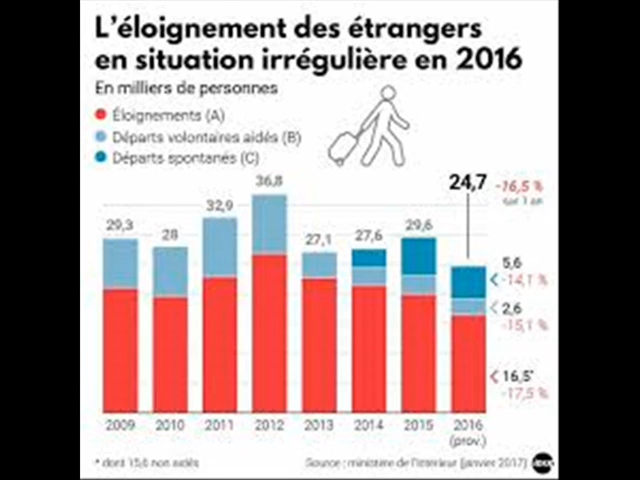 L'éloignement des étrangers
en situation irrégulière en 2016
En milliers de personnes
Éloignements (A)
Départs volontaires aidés (B)
Départs spontanés (C)
36,8
24,7
-16,5 %
sur 1 an
32,9
29,3
28
27,1
27,6
29,6
5,6
-14,1 %
2,6
-15,1 %
16,5*
-17,5 %
2009 2010 2011 2012 2013 2014 2015 2016
(prov.)
* dont 15,6 non aidés Source : ministère de l'Intérieur (janvier 2017)